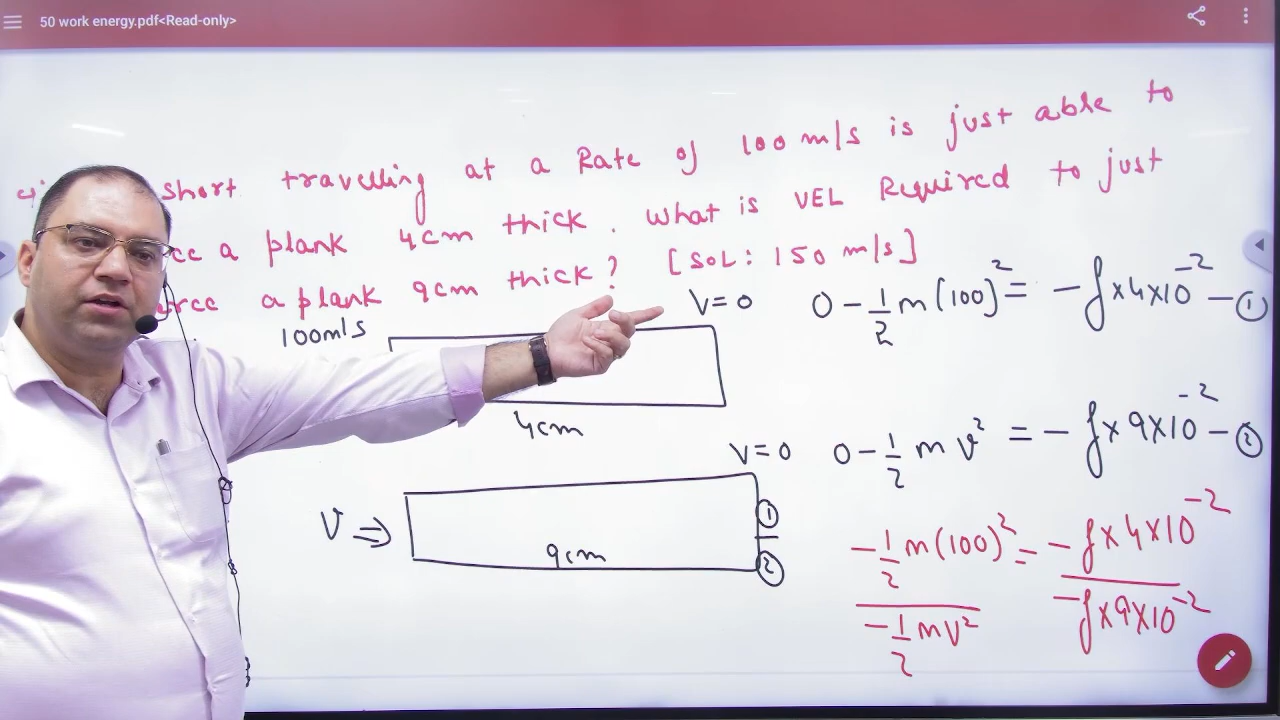 50 work energy.pdf<Read-only>
short travelling at a Rate of 100 m/s is just able to
a plank 4cm thick. What is VEL Required to just
a plank 9cm thick? [SOL: 150 m/s]
100m/s
V=0
0 - 1/2 m(100)² = - f×4×10⁻² - ①
4cm
V=0
0 - 1/2 m v² = - f×9×10⁻² - ②
V ⇒
9cm
①
②
-1/2 m(100)² = -f×4×10⁻²
-1/2 mv² -f×9×10⁻²